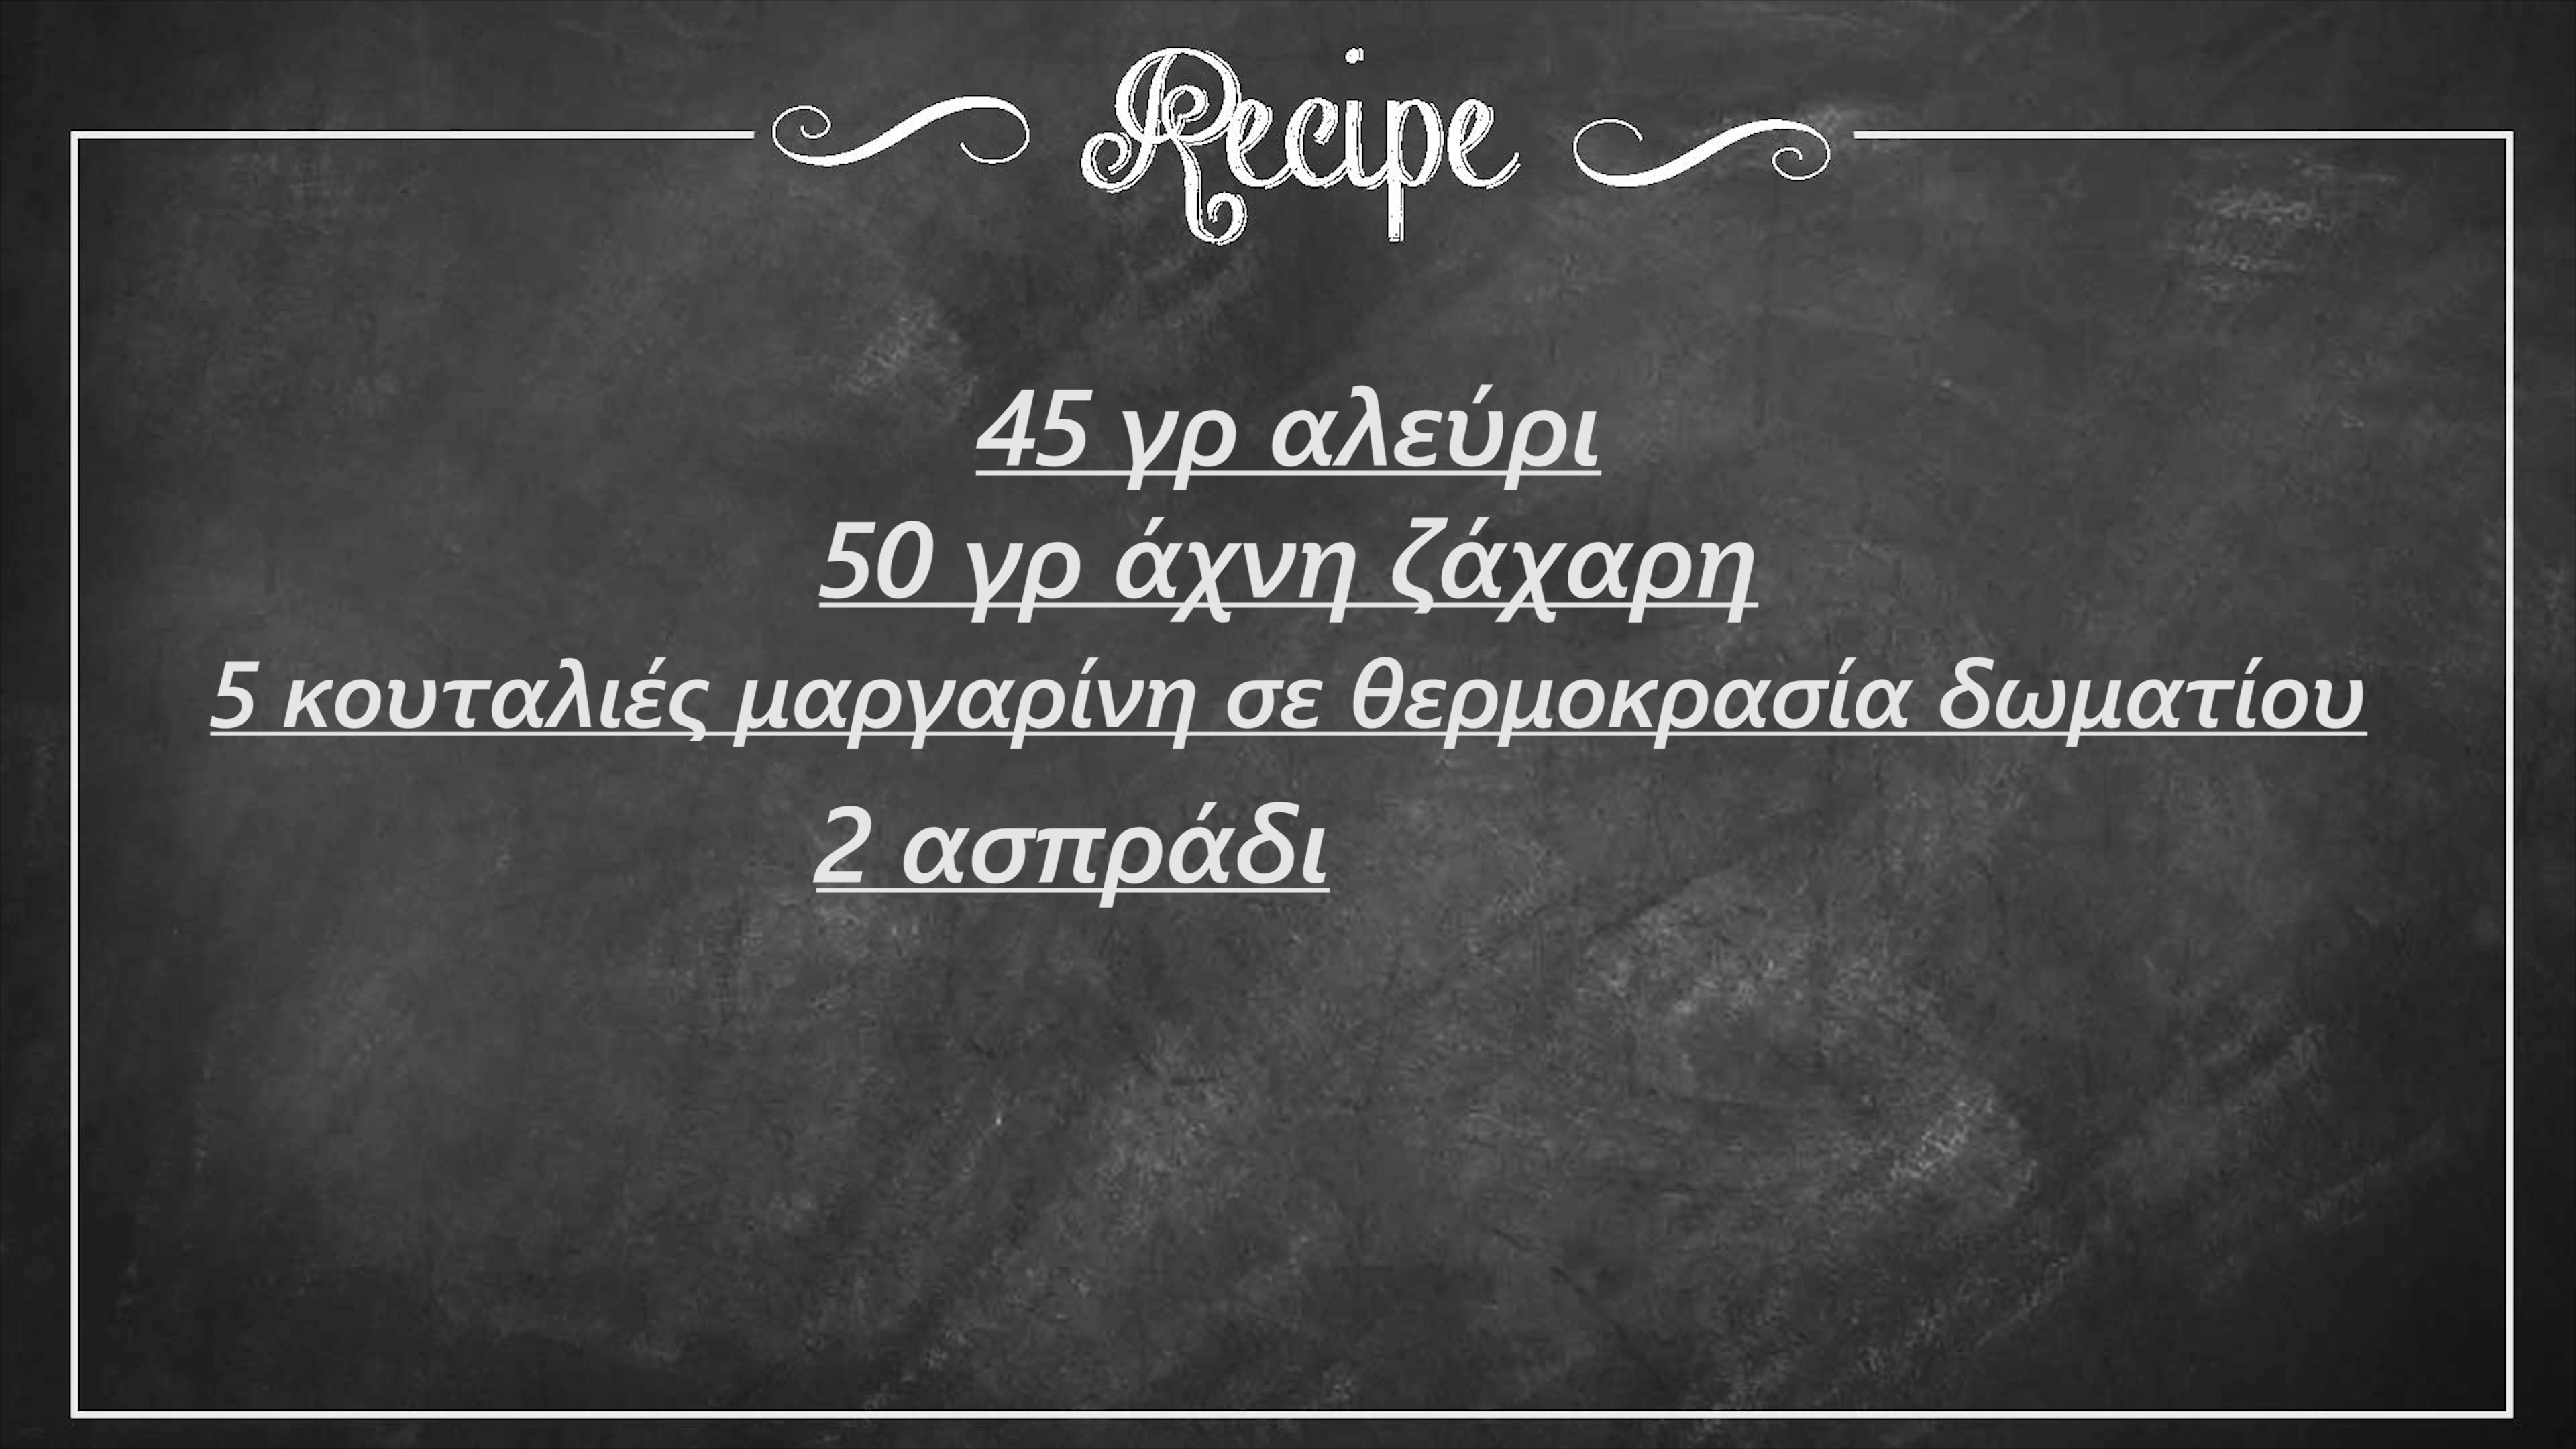 Recipe
45 γρ αλεύρι
50 γρ άχνη ζάχαρη
5 κουταλιές μαργαρίνη σε θερμοκρασία δωματίου
2 ασπράδι